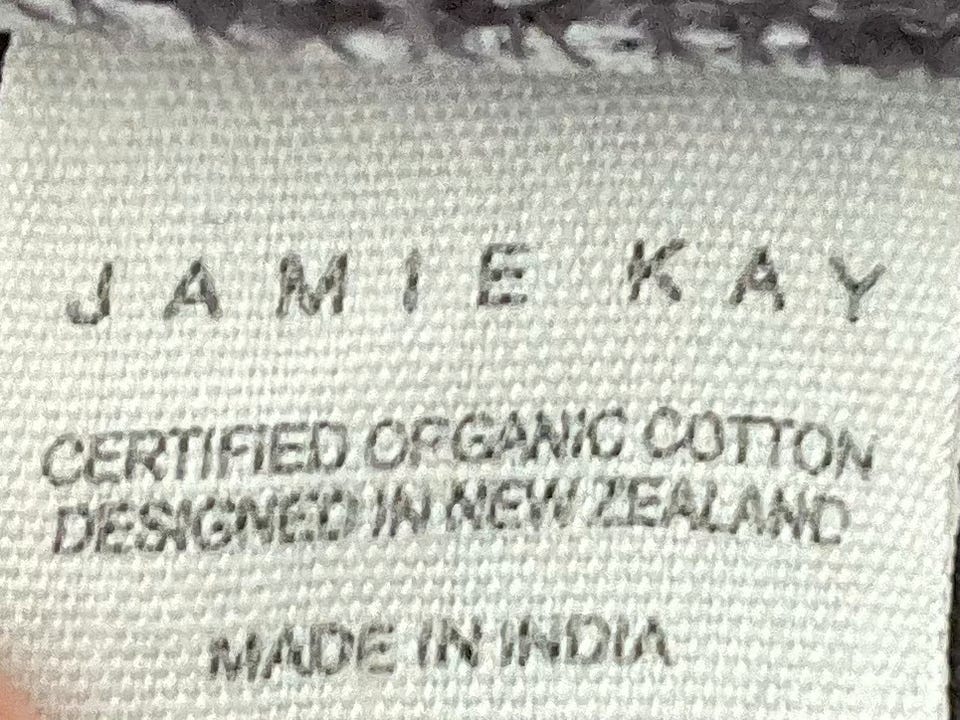 JAMIE KAY
CERTIFIED ORGANIC COTTON
DESIGNED IN NEW ZEALAND
MADE IN INDIA